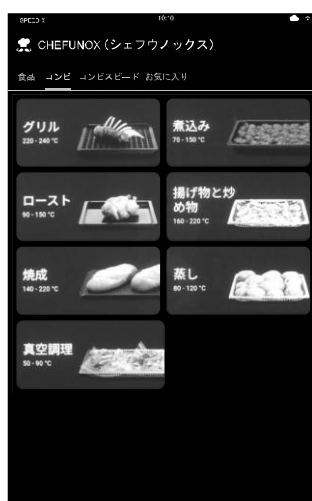 SPEED X 10:10
CHEFUNOX (シェフウノックス)
食品 コンビ コンビスピード お気に入り
グリル
220 - 240 °C
煮込み
70 - 150 °C
ロースト
90 - 150 °C
揚げ物と炒
め物
160 - 220 °C
焼成
140 - 220 °C
蒸し
80 - 120 °C
真空調理
50 - 90 °C